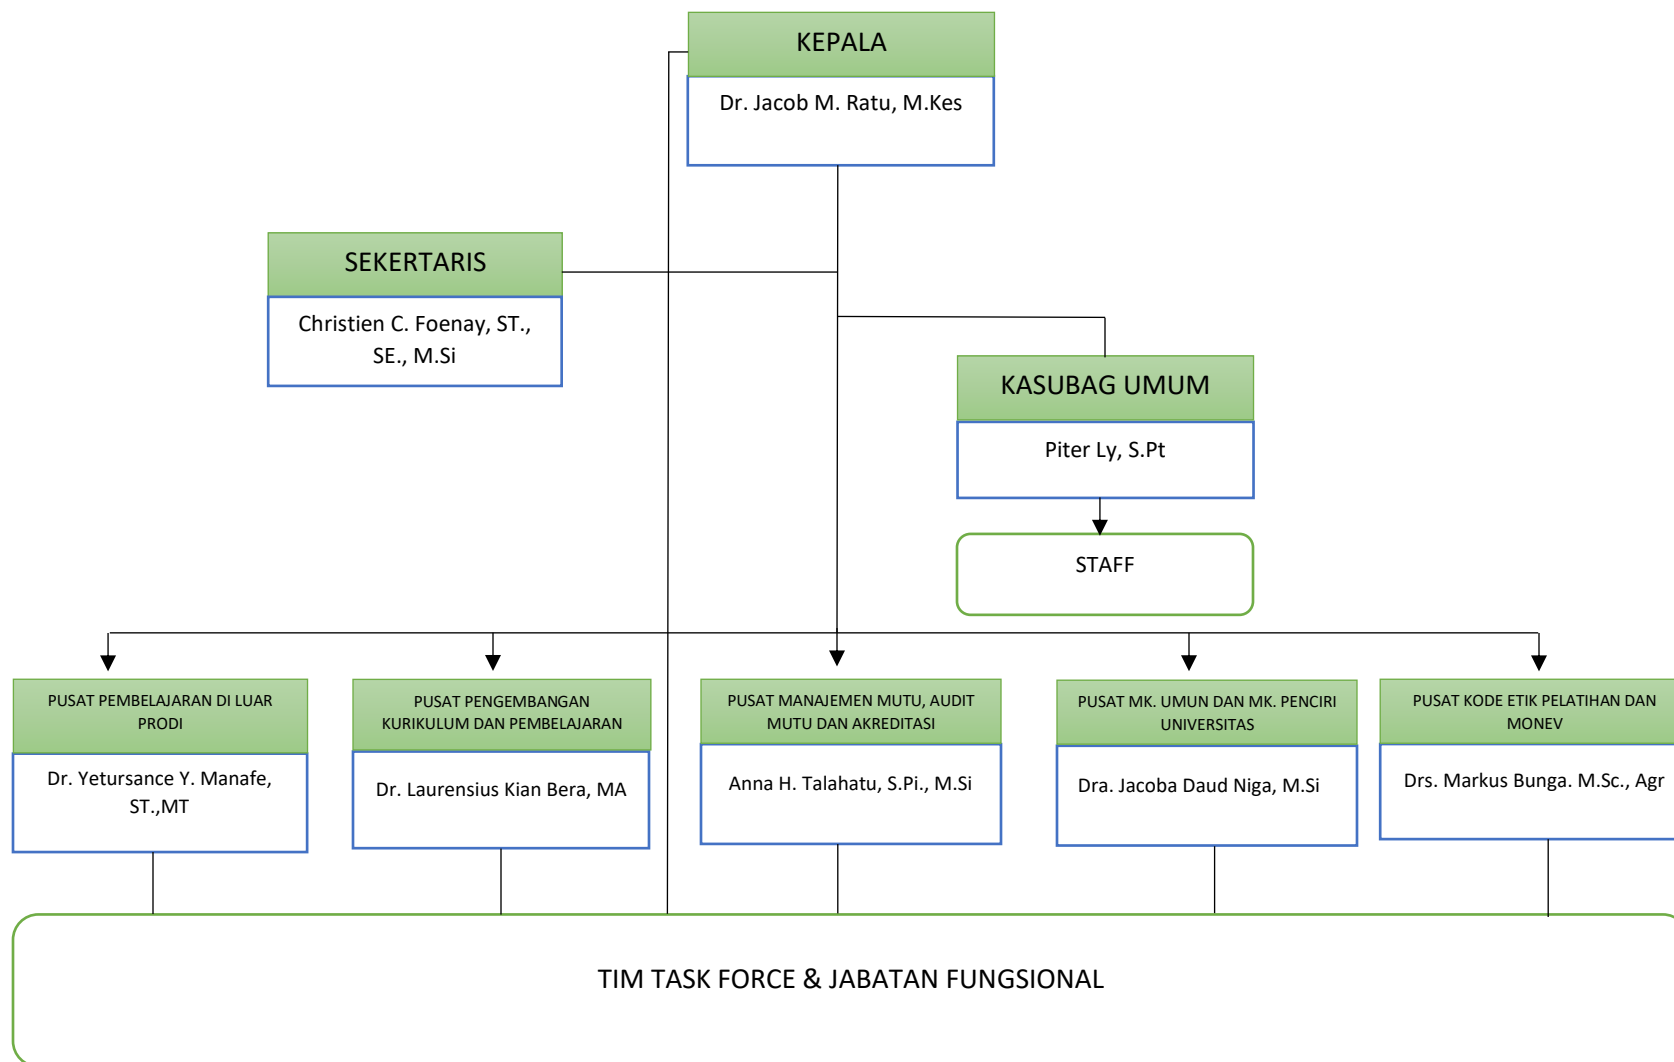 KEPALA
Dr. Jacob M. Ratu, M.Kes
SEKERTARIS
Christien C. Foenay, ST.,
SE., M.Si
KASUBAG UMUM
Piter Ly, S.Pt
STAFF
PUSAT PEMBELAJARAN DI LUAR
PRODI
Dr. Yetursance Y. Manafe,
ST.,MT
PUSAT PENGEMBANGAN
KURIKULUM DAN PEMBELAJARAN
Dr. Laurensius Kian Bera, MA
PUSAT MANAJEMEN MUTU, AUDIT
MUTU DAN AKREDITASI
Anna H. Talahatu, S.Pi., M.Si
PUSAT MK. UMUN DAN MK. PENCIRI
UNIVERSITAS
Dra. Jacoba Daud Niga, M.Si
PUSAT KODE ETIK PELATIHAN DAN
MONEV
Drs. Markus Bunga. M.Sc., Agr
TIM TASK FORCE & JABATAN FUNGSIONAL